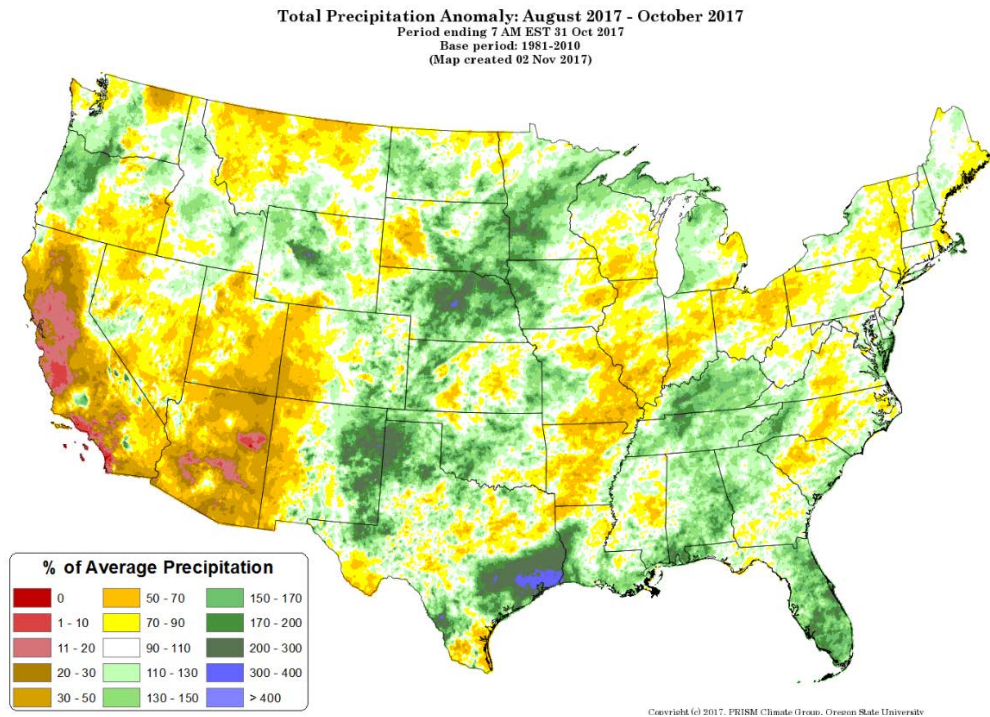 Total Precipitation Anomaly: August 2017 - October 2017
Period ending 7 AM EST 31 Oct 2017
Base period: 1981-2010
(Map created 02 Nov 2017)
% of Average Precipitation
0
1 - 10
11 - 20
20 - 30
30 - 50
50 - 70
70 - 90
90 - 110
110 - 130
130 - 150
150 - 170
170 - 200
200 - 300
300 - 400
> 400
Copyright (c) 2017, PRISM Climate Group, Oregon State University